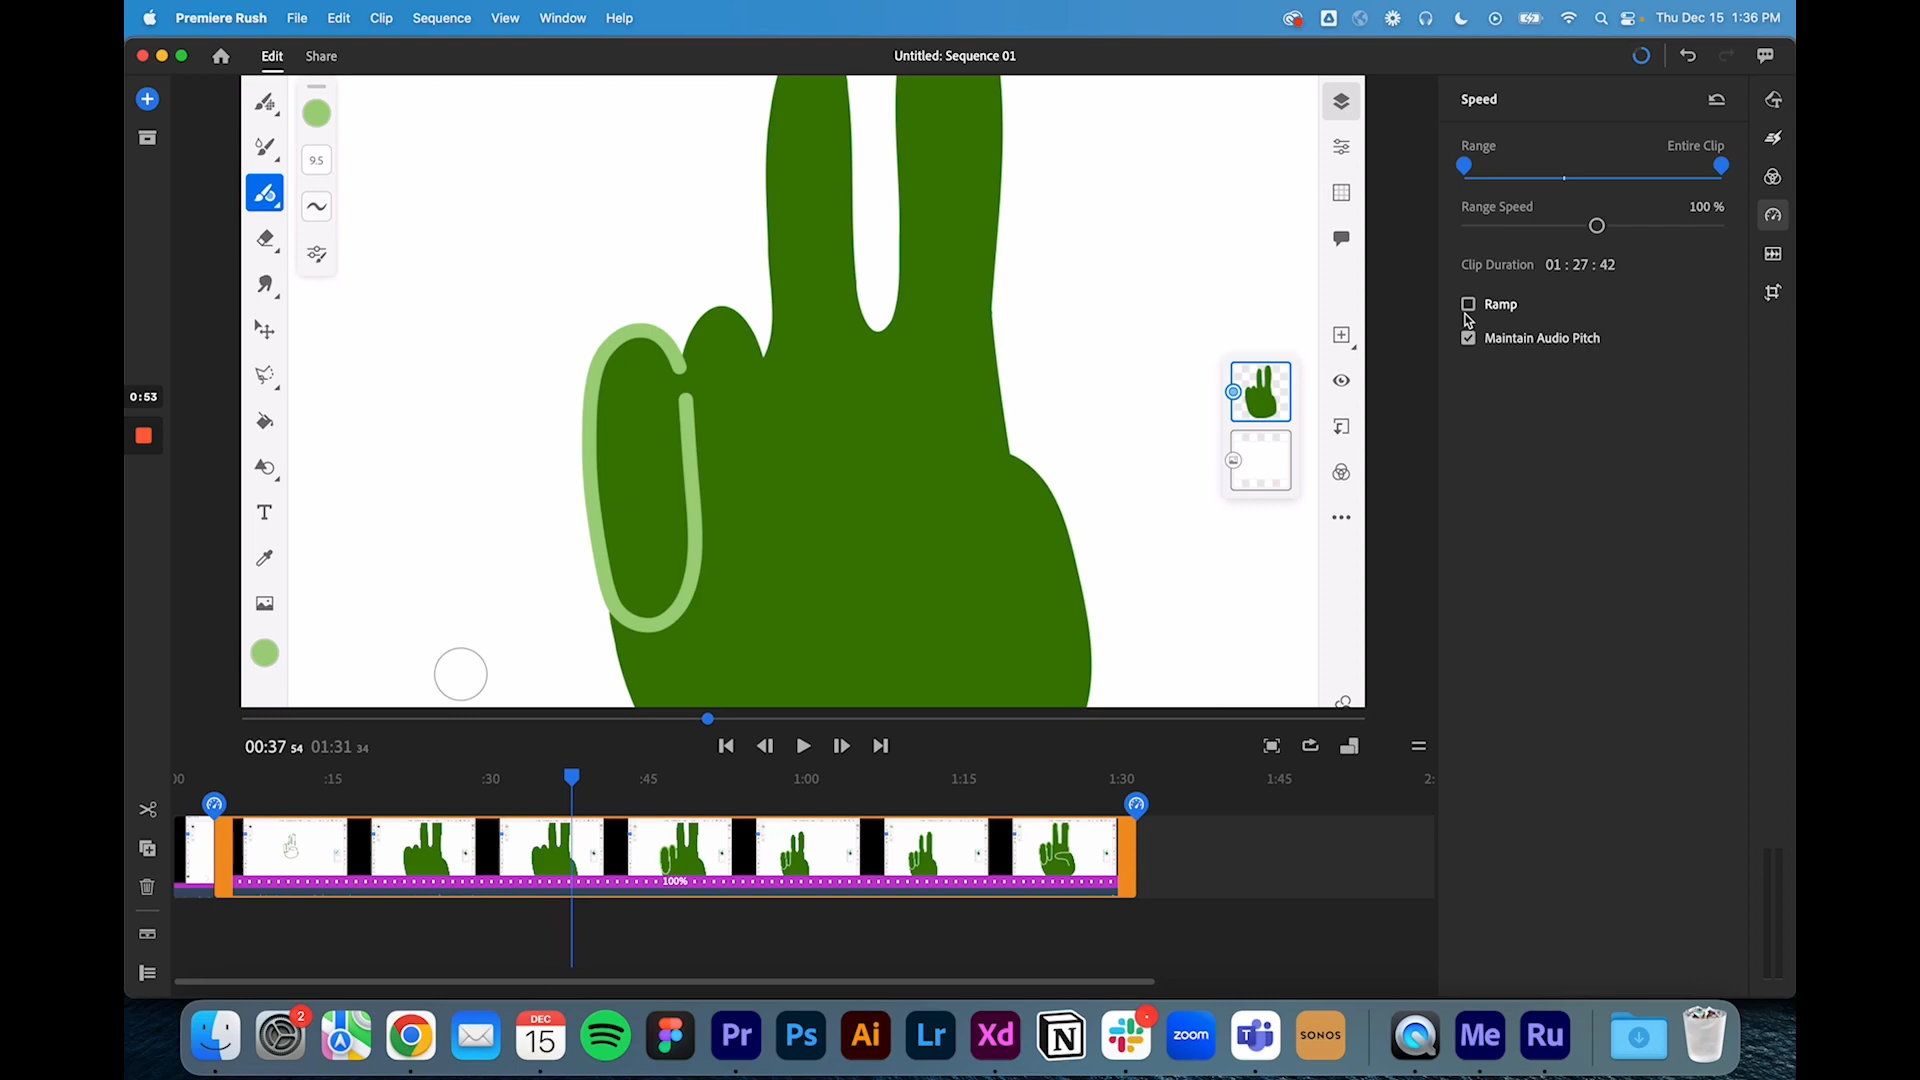 Premiere Rush File Edit Clip Sequence View Window Help Thu Dec 15 1:36 PM
Edit Share Untitled: Sequence 01
9.5
T
0:53
Speed
Range Entire Clip
Range Speed 100 %
Clip Duration 01 : 27 : 42
Ramp
Maintain Audio Pitch
00:37 54 01:31 34
00 :15 :30 :45 1:00 1:15 1:30 1:45 2:
100%
2
DEC
15
Pr Ps Ai Lr Xd N zoom T SONOS Me Ru